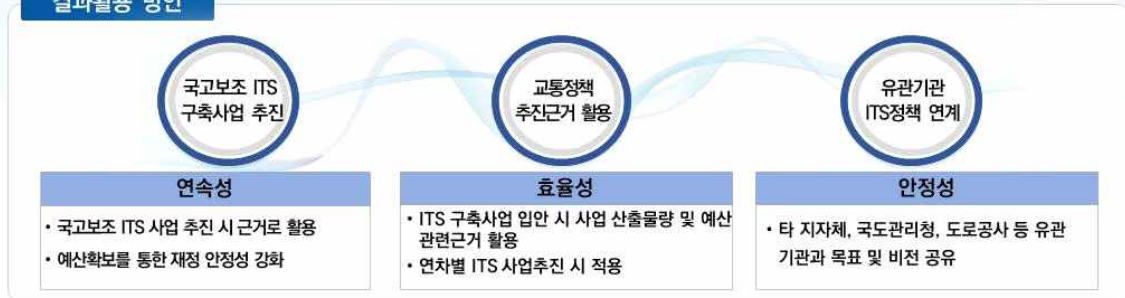 결과활용 방안
국고보조 ITS
구축사업 추진
교통정책
추진근거 활용
유관기관
ITS정책 연계
연속성
• 국고보조 ITS 사업 추진 시 근거로 활용
• 예산확보를 통한 재정 안정성 강화
효율성
• ITS 구축사업 입안 시 사업 산출물량 및 예산
관련근거 활용
• 연차별 ITS 사업추진 시 적용
안정성
• 타 지자체, 국도관리청, 도로공사 등 유관
기관과 목표 및 비전 공유